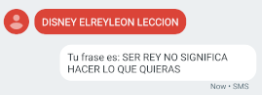 DISNEY ELREYLEON LECCION
Tu frase es: SER REY NO SIGNIFICA
HACER LO QUE QUIERAS
Now • SMS